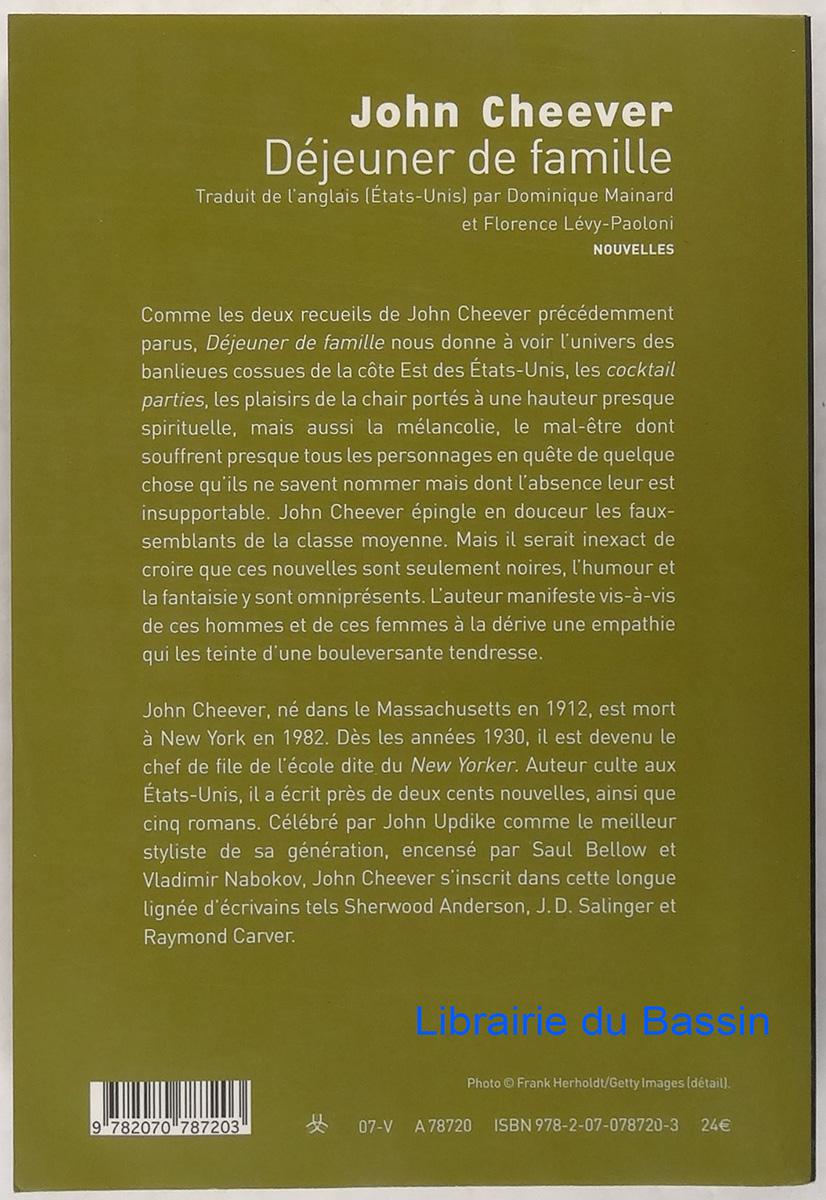 John Cheever
Déjeuner de famille
Traduit de l'anglais (États-Unis) par Dominique Mainard
et Florence Lévy-Paoloni
NOUVELLES
Comme les deux recueils de John Cheever précédemment
parus, Déjeuner de famille nous donne à voir l'univers des
banlieues cossues de la côte Est des États-Unis, les cocktail
parties, les plaisirs de la chair portés à une hauteur presque
spirituelle, mais aussi la mélancolie, le mal-être dont
souffrent presque tous les personnages en quête de quelque
chose qu'ils ne savent nommer mais dont l'absence leur est
insupportable. John Cheever épingle en douceur les faux-
semblants de la classe moyenne. Mais il serait inexact de
croire que ces nouvelles sont seulement noires, l'humour et
la fantaisie y sont omniprésents. L'auteur manifeste vis-à-vis
de ces hommes et de ces femmes à la dérive une empathie
qui les teinte d'une bouleversante tendresse.
John Cheever, né dans le Massachusetts en 1912, est mort
à New York en 1982. Dès les années 1930, il est devenu le
chef de file de l'école dite du New Yorker. Auteur culte aux
États-Unis, il a écrit près de deux cents nouvelles, ainsi que
cinq romans. Célébré par John Updike comme le meilleur
styliste de sa génération, encensé par Saul Bellow et
Vladimir Nabokov, John Cheever s'inscrit dans cette longue
lignée d'écrivains tels Sherwood Anderson, J.D. Salinger et
Raymond Carver.
Librairie du Bassin
Photo © Frank Herholdt/Getty Images (détail).
9 782070 787203
07-V A 78720 ISBN 978-2-07-078720-3 24€